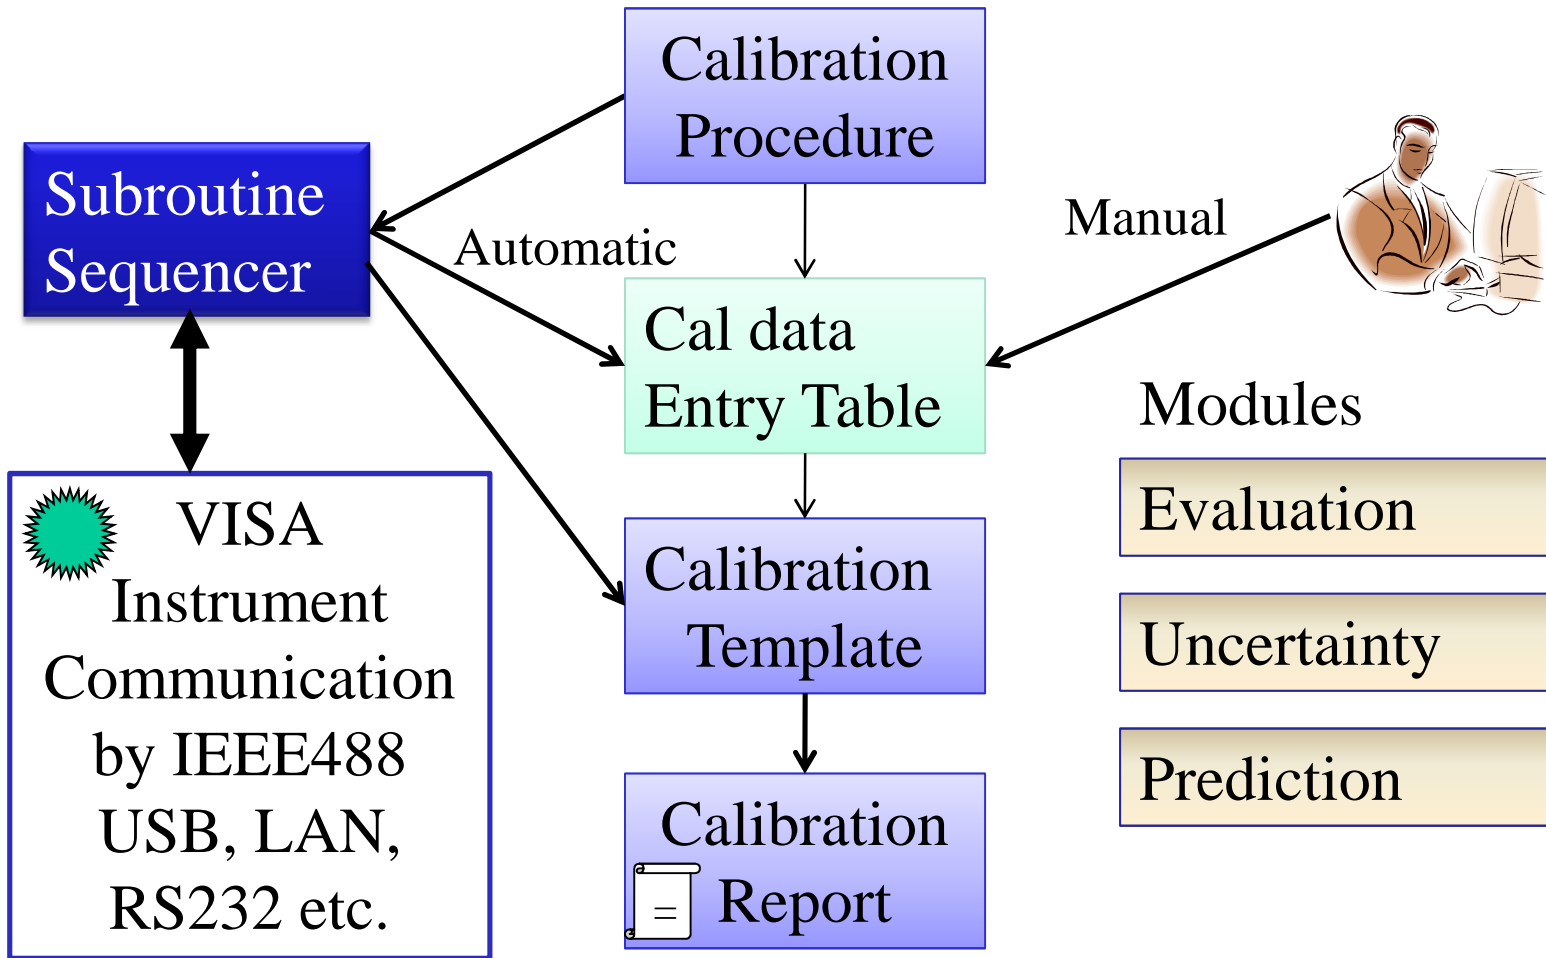 Calibration
Procedure
Subroutine
Sequencer
Automatic
Manual
Cal data
Entry Table
Modules
Evaluation
VISA
Instrument
Communication
by IEEE488
USB, LAN,
RS232 etc.
Calibration
Template
Uncertainty
Prediction
Calibration
Report